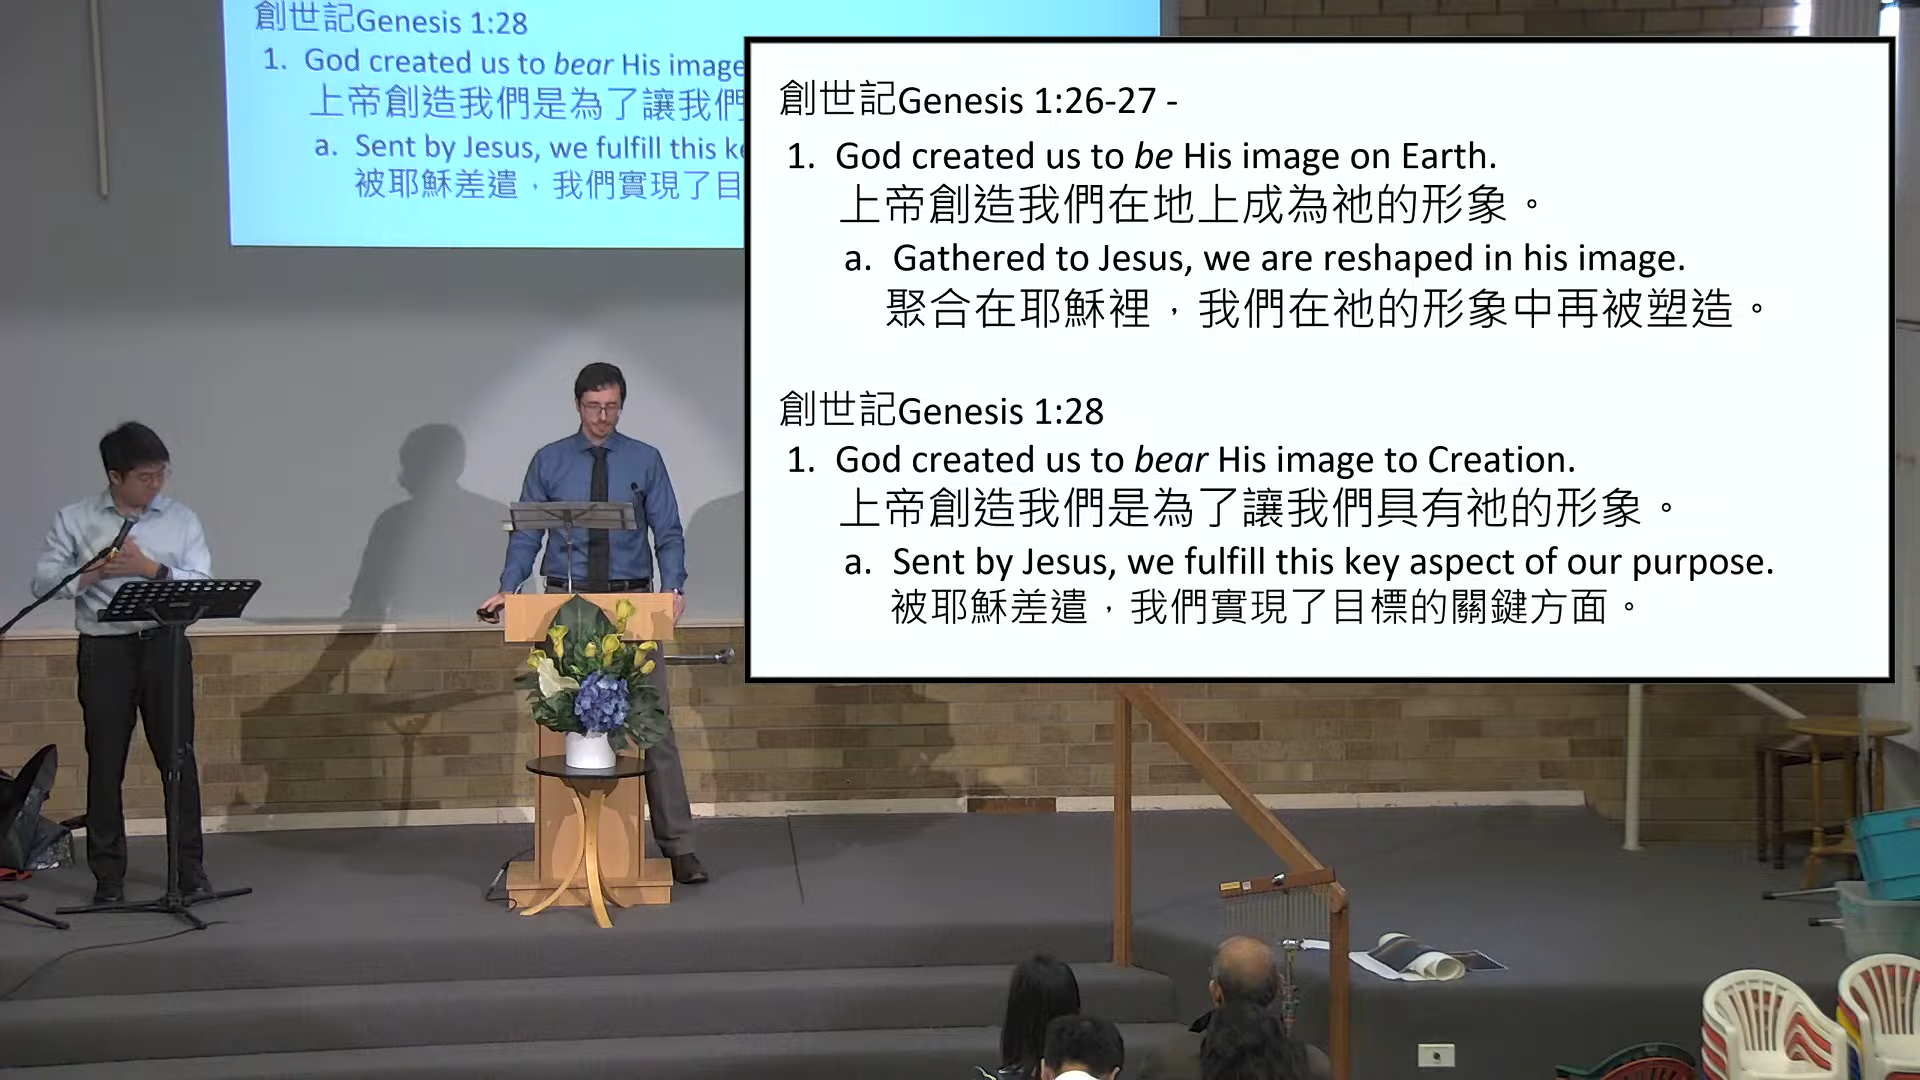 創世記Genesis 1:28
1. God created us to bear His image
上帝創造我們是為了讓我們
a. Sent by Jesus, we fulfill this ke
被耶穌差遣，我們實現了目
創世記Genesis 1:26-27 -
1. God created us to be His image on Earth.
上帝創造我們在地上成為祂的形象。
a. Gathered to Jesus, we are reshaped in his image.
聚合在耶穌裡，我們在祂的形象中再被塑造。
創世記Genesis 1:28
1. God created us to bear His image to Creation.
上帝創造我們是為了讓我們具有祂的形象。
a. Sent by Jesus, we fulfill this key aspect of our purpose.
被耶穌差遣，我們實現了目標的關鍵方面。